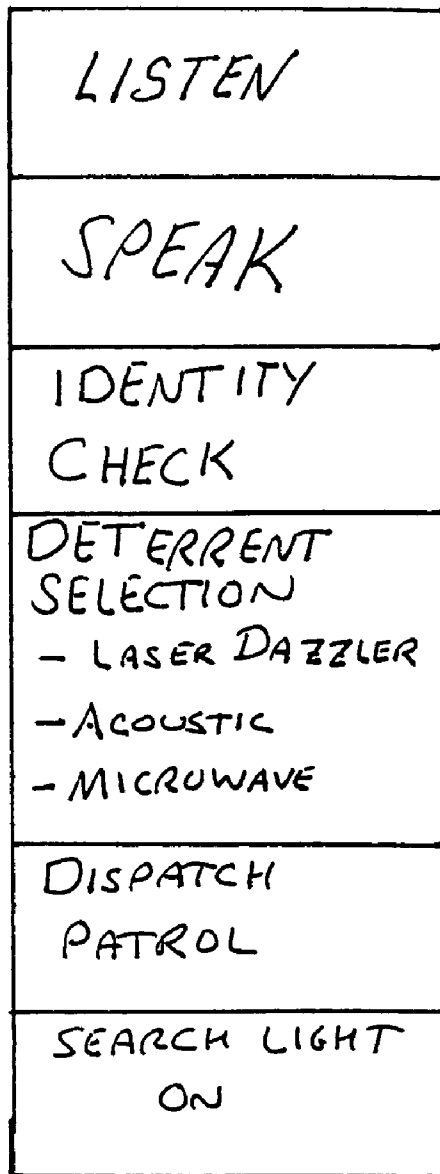 LISTEN
SPEAK
IDENTITY
CHECK
DETERRENT
SELECTION
- LASER DAZZLER
- ACOUSTIC
- MICROWAVE
DISPATCH
PATROL
SEARCH LIGHT
ON